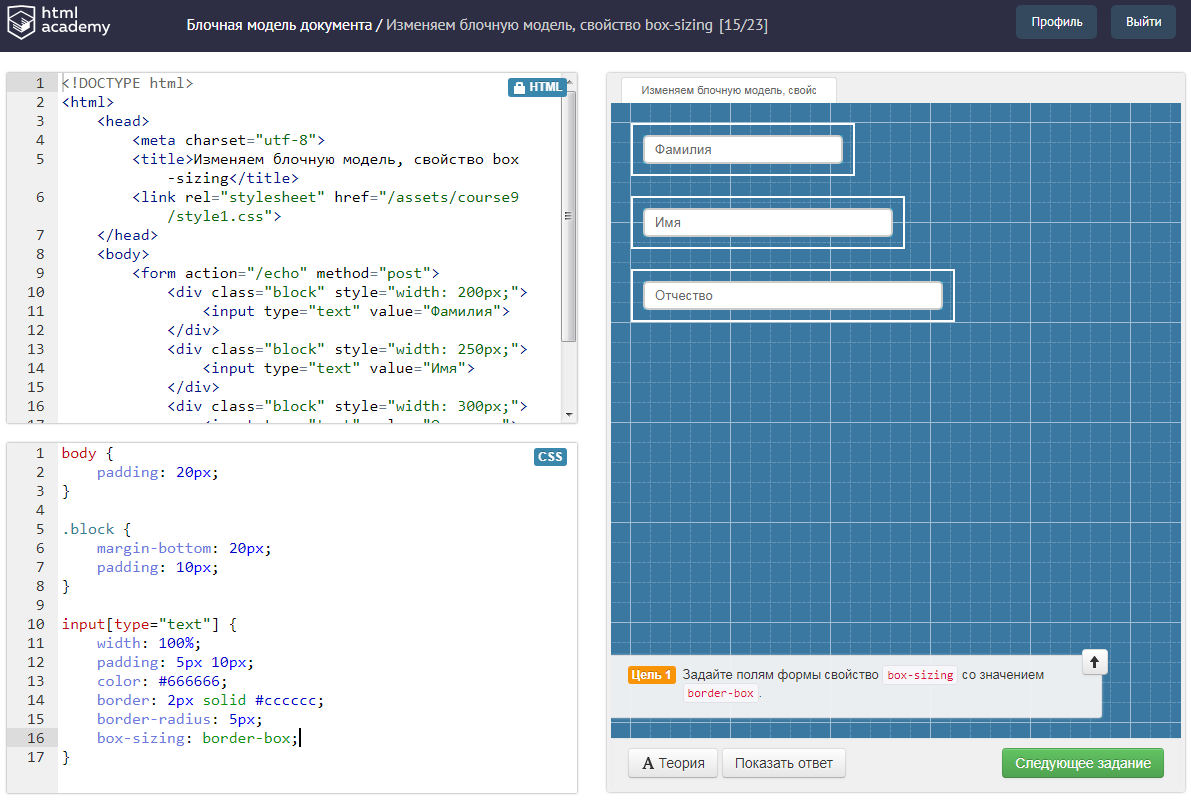 html
academy
Блочная модель документа / Изменяем блочную модель, свойство box-sizing [15/23]
Профиль
Выйти
1 <!DOCTYPE html>
HTML
2 <html>
3 <head>
4 <meta charset="utf-8">
5 <title>Изменяем блочную модель, свойство box
-sizing</title>
6 <link rel="stylesheet" href="/assets/course9
/style1.css">
7 </head>
8 <body>
9 <form action="/echo" method="post">
10 <div class="block" style="width: 200px;">
11 <input type="text" value="Фамилия">
12 </div>
13 <div class="block" style="width: 250px;">
14 <input type="text" value="Имя">
15 </div>
16 <div class="block" style="width: 300px;">
CSS
1 body {
2 padding: 20px;
3 }
4
5 .block {
6 margin-bottom: 20px;
7 padding: 10px;
8 }
9
10 input[type="text"] {
11 width: 100%;
12 padding: 5px 10px;
13 color: #666666;
14 border: 2px solid #cccccc;
15 border-radius: 5px;
16 box-sizing: border-box;
17 }
Изменяем блочную модель, свойс
Фамилия
Имя
Отчество
Цель 1 Задайте полям формы свойство box-sizing со значением
border-box.
A Теория
Показать ответ
Следующее задание